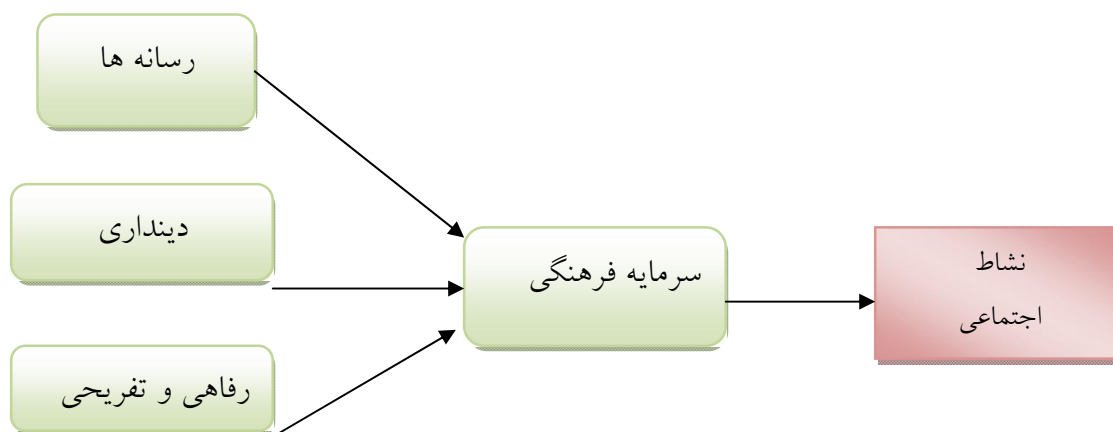 رسانه ها
دینداری
سرمایه فرهنگی
نشاط
اجتماعی
رفاهی و تفریحی